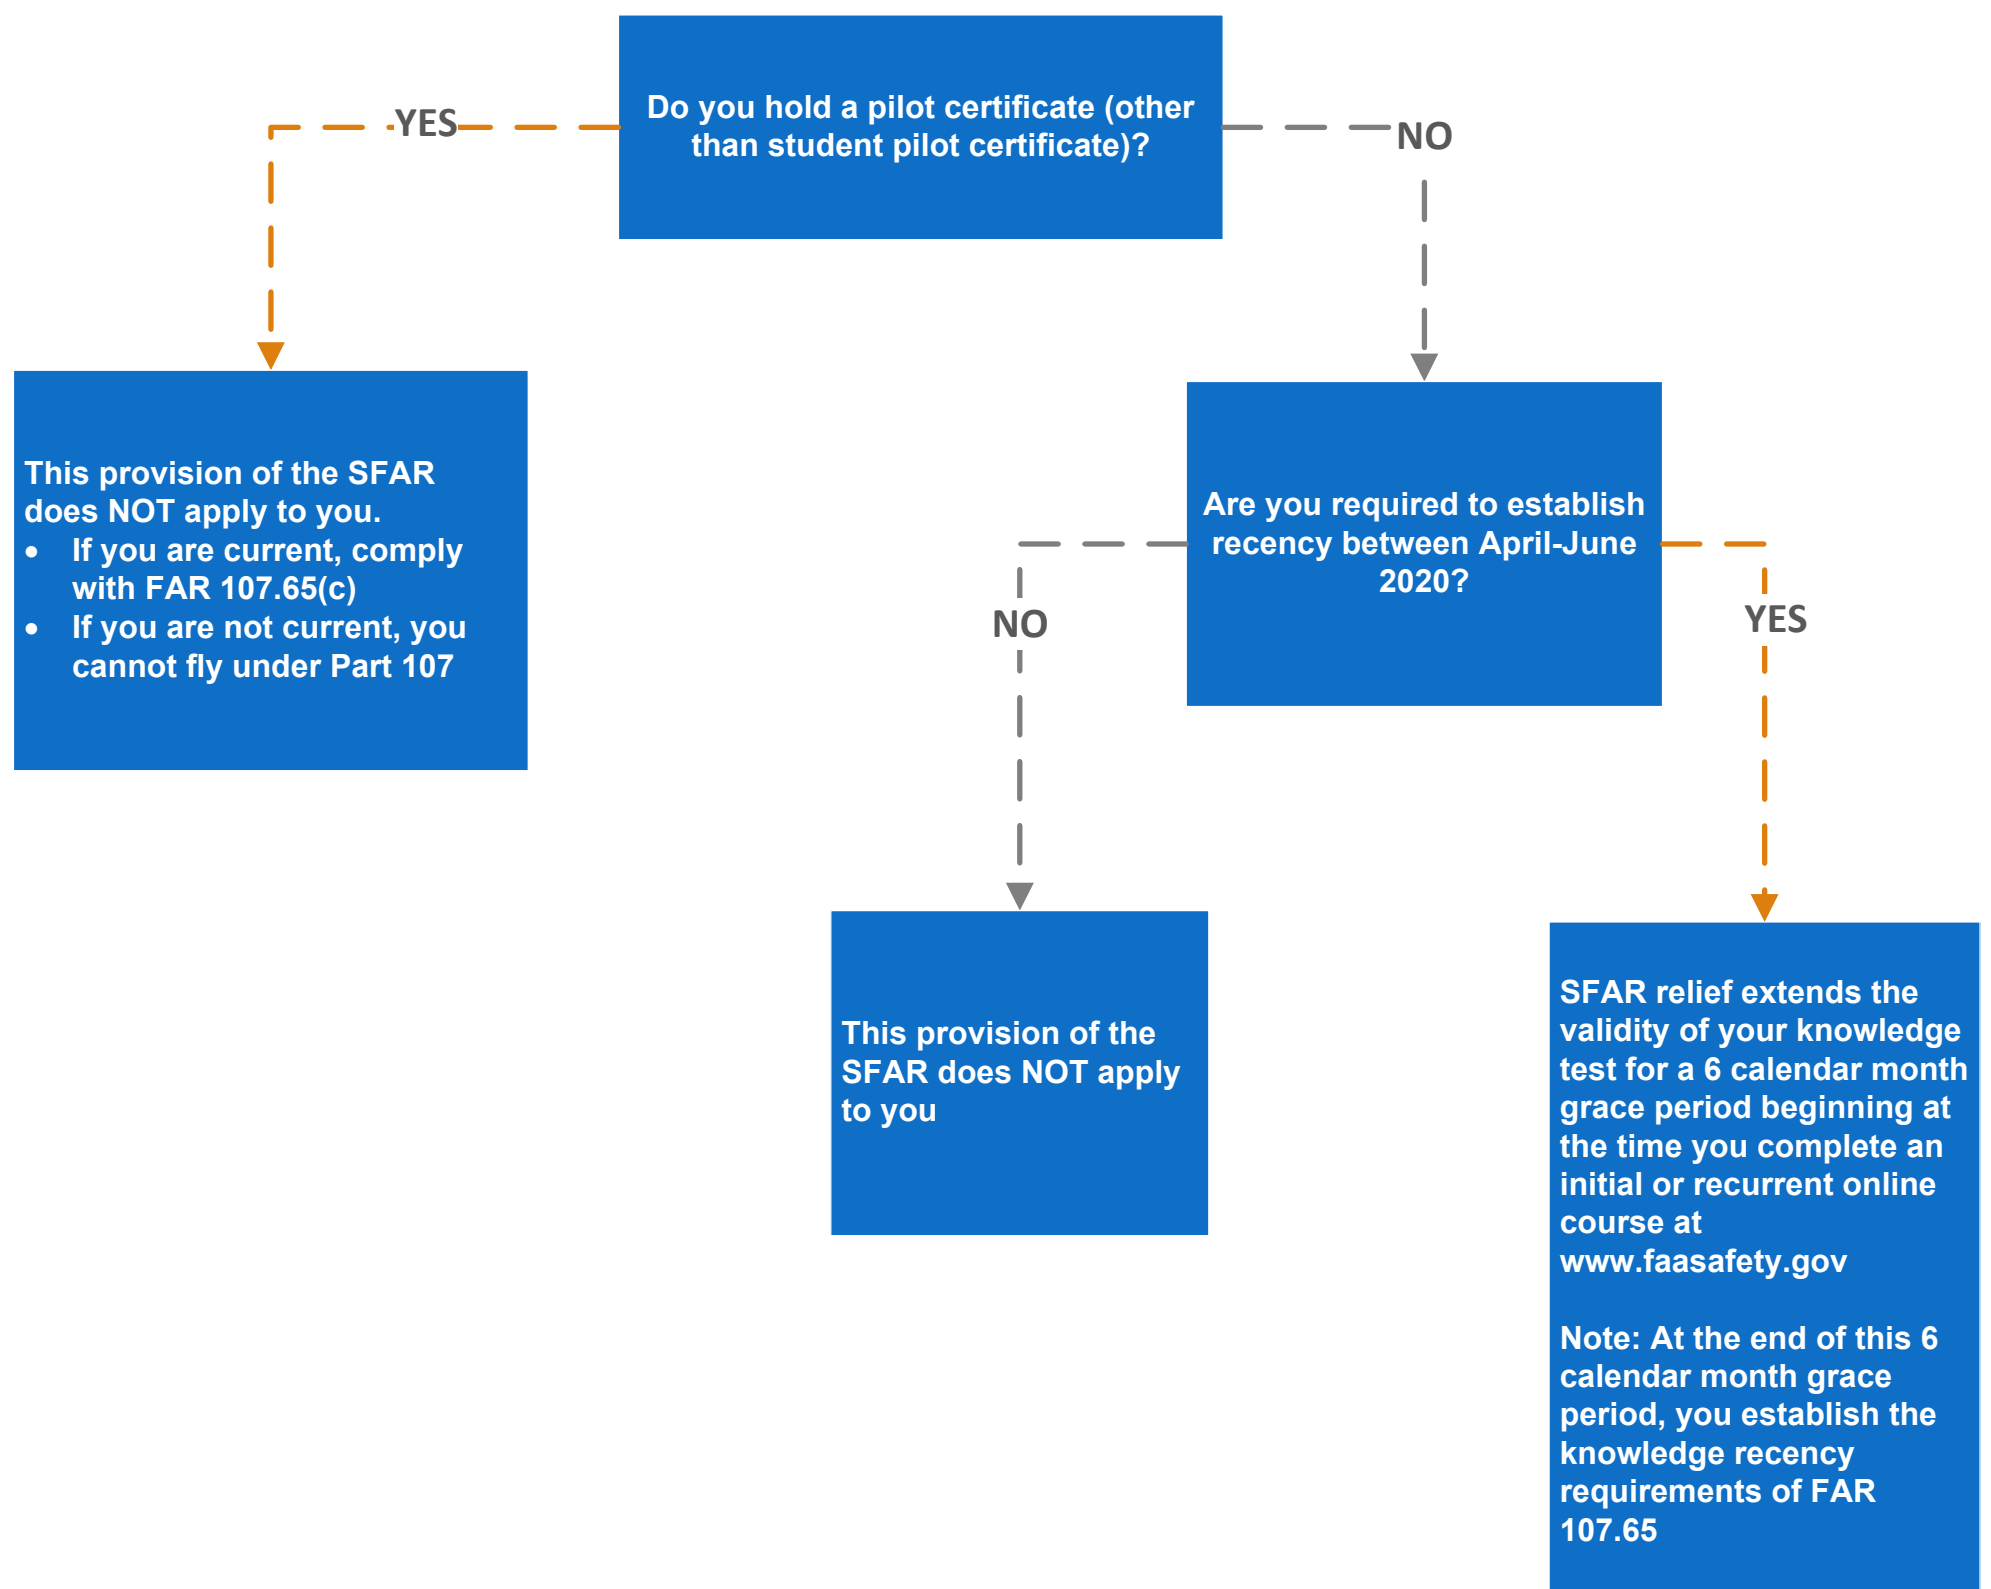 Do you hold a pilot certificate (other
than student pilot certificate)?
YES
NO
This provision of the SFAR
does NOT apply to you.
• If you are current, comply
with FAR 107.65(c)
• If you are not current, you
cannot fly under Part 107
Are you required to establish
recency between April-June
2020?
NO
YES
This provision of the
SFAR does NOT apply
to you
SFAR relief extends the
validity of your knowledge
test for a 6 calendar month
grace period beginning at
the time you complete an
initial or recurrent online
course at
www.faasafety.gov
Note: At the end of this 6
calendar month grace
period, you establish the
knowledge recency
requirements of FAR
107.65